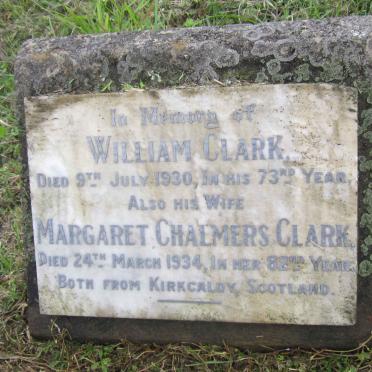 In Memory of
WILLIAM CLARK.
DIED 9TH JULY 1930, IN HIS 73RD YEAR.
ALSO HIS WIFE
MARGARET CHALMERS CLARK.
DIED 24TH MARCH 1934, IN HER 82ND YEAR.
BOTH FROM KIRKCALDY, SCOTLAND.